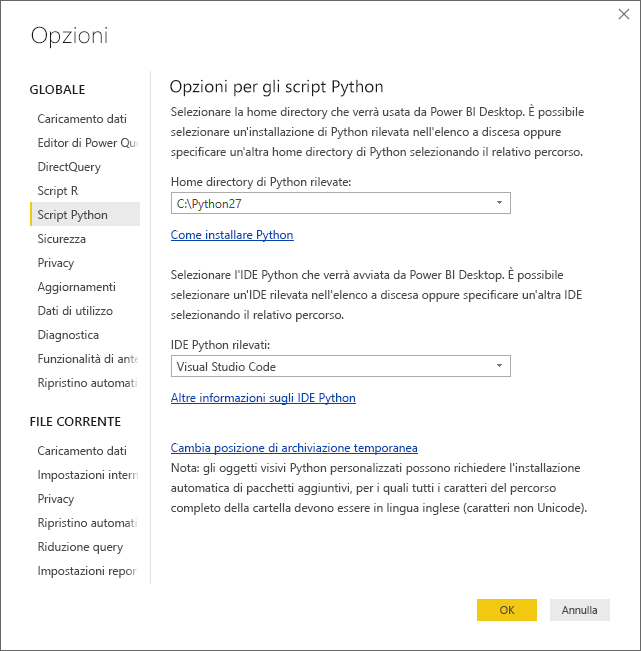 Opzioni
GLOBALE
Caricamento dati
Editor di Power Qu
DirectQuery
Script R
Script Python
Sicurezza
Privacy
Aggiornamenti
Dati di utilizzo
Diagnostica
Funzionalità di ante
Ripristino automati
FILE CORRENTE
Caricamento dati
Impostazioni intern
Privacy
Ripristino automati
Riduzione query
Impostazioni repor
Opzioni per gli script Python
Selezionare la home directory che verrà usata da Power BI Desktop. È possibile
selezionare un'installazione di Python rilevata nell'elenco a discesa oppure
specificare un'altra home directory di Python selezionando il relativo percorso.
Home directory di Python rilevate:
C:\Python27
Come installare Python
Selezionare l'IDE Python che verrà avviata da Power BI Desktop. È possibile
selezionare un'IDE rilevata nell'elenco a discesa oppure specificare un'altra IDE
selezionando il relativo percorso.
IDE Python rilevati:
Visual Studio Code
Altre informazioni sugli IDE Python
Cambia posizione di archiviazione temporanea
Nota: gli oggetti visivi Python personalizzati possono richiedere l'installazione
automatica di pacchetti aggiuntivi, per i quali tutti i caratteri del percorso
completo della cartella devono essere in lingua inglese (caratteri non Unicode).
OK
Annulla